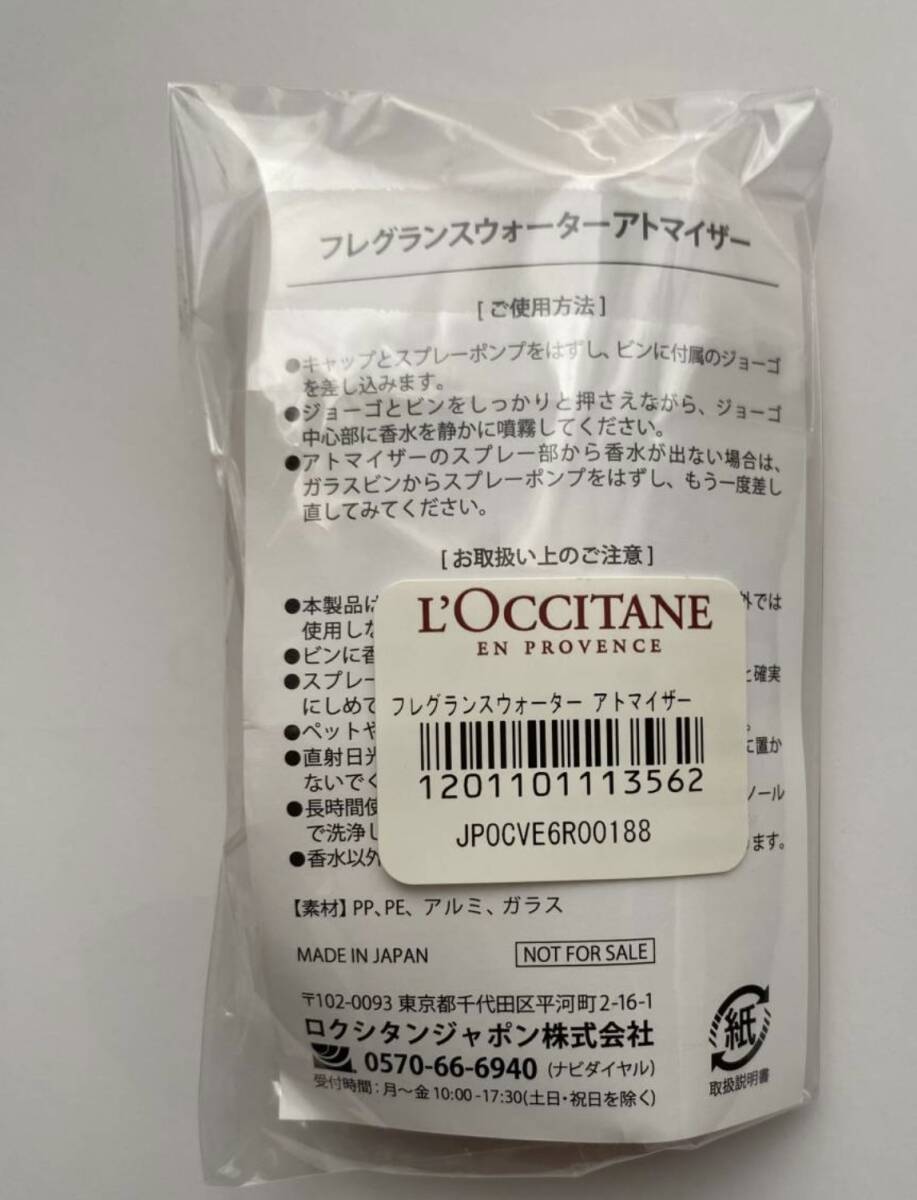 フレグランスウォーターアトマイザー
[ ご使用方法 ]
●キャップとスプレーポンプをはずし、ビンに付属のジョーゴ
を差し込みます。
●ジョーゴとビンをしっかりと押さえながら、ジョーゴ
中心部に香水を静かに噴霧してください。
●アトマイザーのスプレー部から香水が出ない場合は、
ガラスビンからスプレーポンプをはずし、もう一度差し
直してみてください。
[ お取扱い上のご注意 ]
●本製品は 外では
使用しな
●ビンに香
●スプレー と確実
にしめて
●ペットや 。
●直射日光 に置か
ないでく
●長時間使 ノール
で洗浄し
●香水以外 ます。
L'OCCITANE
EN PROVENCE
フレグランスウォーター アトマイザー
1201101113562
JPOCVE6R00188
【素材】PP、PE、アルミ、ガラス
MADE IN JAPAN NOT FOR SALE
〒102-0093 東京都千代田区平河町2-16-1
ロクシタンジャポン株式会社
0570-66-6940 (ナビダイヤル)
受付時間：月～金 10:00-17:30(土日・祝日を除く)
紙
取扱説明書